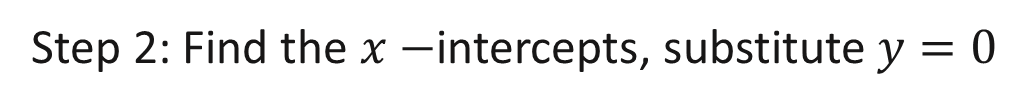 Step 2: Find the x −intercepts, substitute y = 0